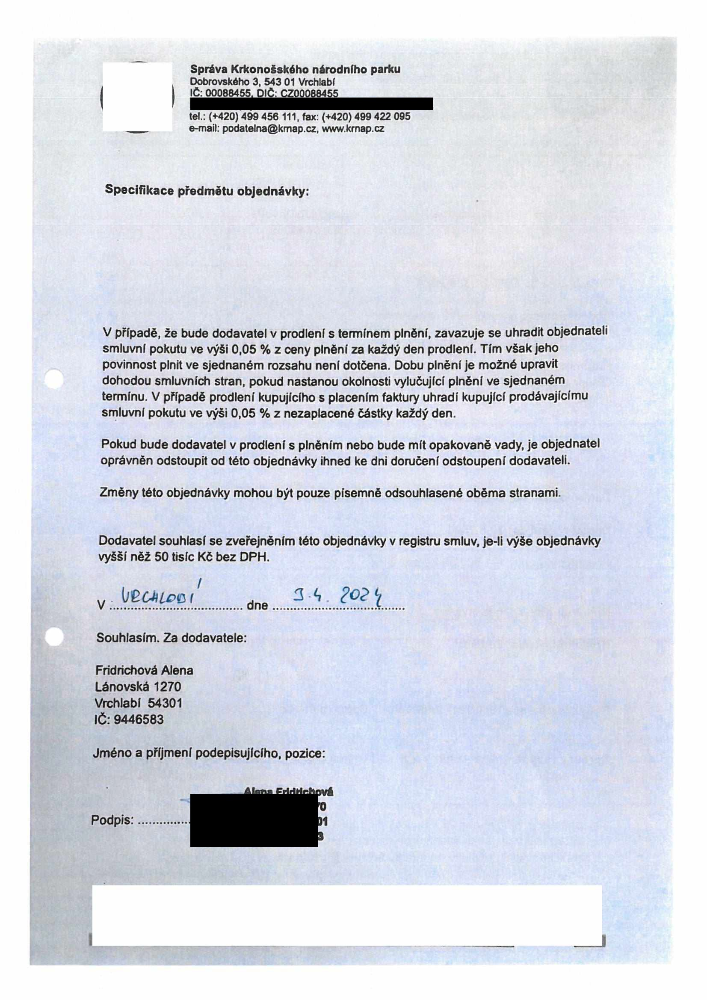 Správa Krkonošského národního parku
Dobrovského 3, 543 01 Vrchlabí
IČ: 00088455, DIČ: CZ00088455
tel.: (+420) 499 456 111, fax: (+420) 499 422 095
e-mail: podatelna@krnap.cz, www.krnap.cz
Specifikace předmětu objednávky:
V případě, že bude dodavatel v prodlení s termínem plnění, zavazuje se uhradit objednateli
smluvní pokutu ve výši 0,05 % z ceny plnění za každý den prodlení. Tím však jeho
povinnost plnit ve sjednaném rozsahu není dotčena. Dobu plnění je možné upravit
dohodou smluvních stran, pokud nastanou okolnosti vylučující plnění ve sjednaném
termínu. V případě prodlení kupujícího s placením faktury uhradí kupující prodávajícímu
smluvní pokutu ve výši 0,05 % z nezaplacené částky každý den.
Pokud bude dodavatel v prodlení s plněním nebo bude mít opakovaně vady, je objednatel
oprávněn odstoupit od této objednávky ihned ke dni doručení odstoupení dodavateli.
Změny této objednávky mohou být pouze písemně odsouhlasené oběma stranami.
Dodavatel souhlasí se zveřejněním této objednávky v registru smluv, je-li výše objednávky
vyšší něž 50 tisíc Kč bez DPH.
V VRCHLABÍ dne 3.4. 2024
Souhlasím. Za dodavatele:
Fridrichová Alena
Lánovská 1270
Vrchlabí 54301
IČ: 9446583
Jméno a příjmení podepisujícího, pozice:
Alena Fridrichová
70
01
Podpis: ...............
3